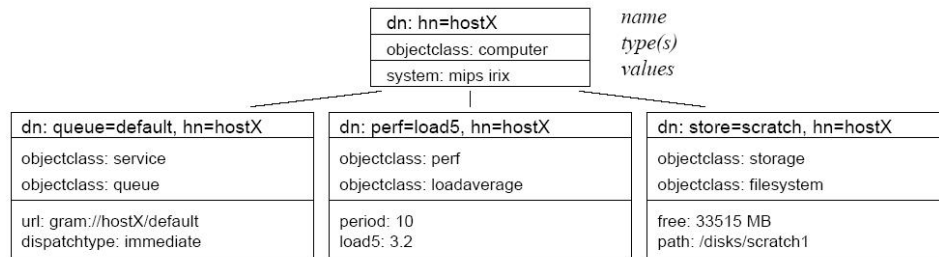 dn: hn=hostX
name
objectclass: computer
type(s)
system: mips irix
values
dn: queue=default, hn=hostX
objectclass: service
objectclass: queue
url: gram://hostX/default
dispatchtype: immediate
dn: perf=load5, hn=hostX
objectclass: perf
objectclass: loadaverage
period: 10
load5: 3.2
dn: store=scratch, hn=hostX
objectclass: storage
objectclass: filesystem
free: 33515 MB
path: /disks/scratch1